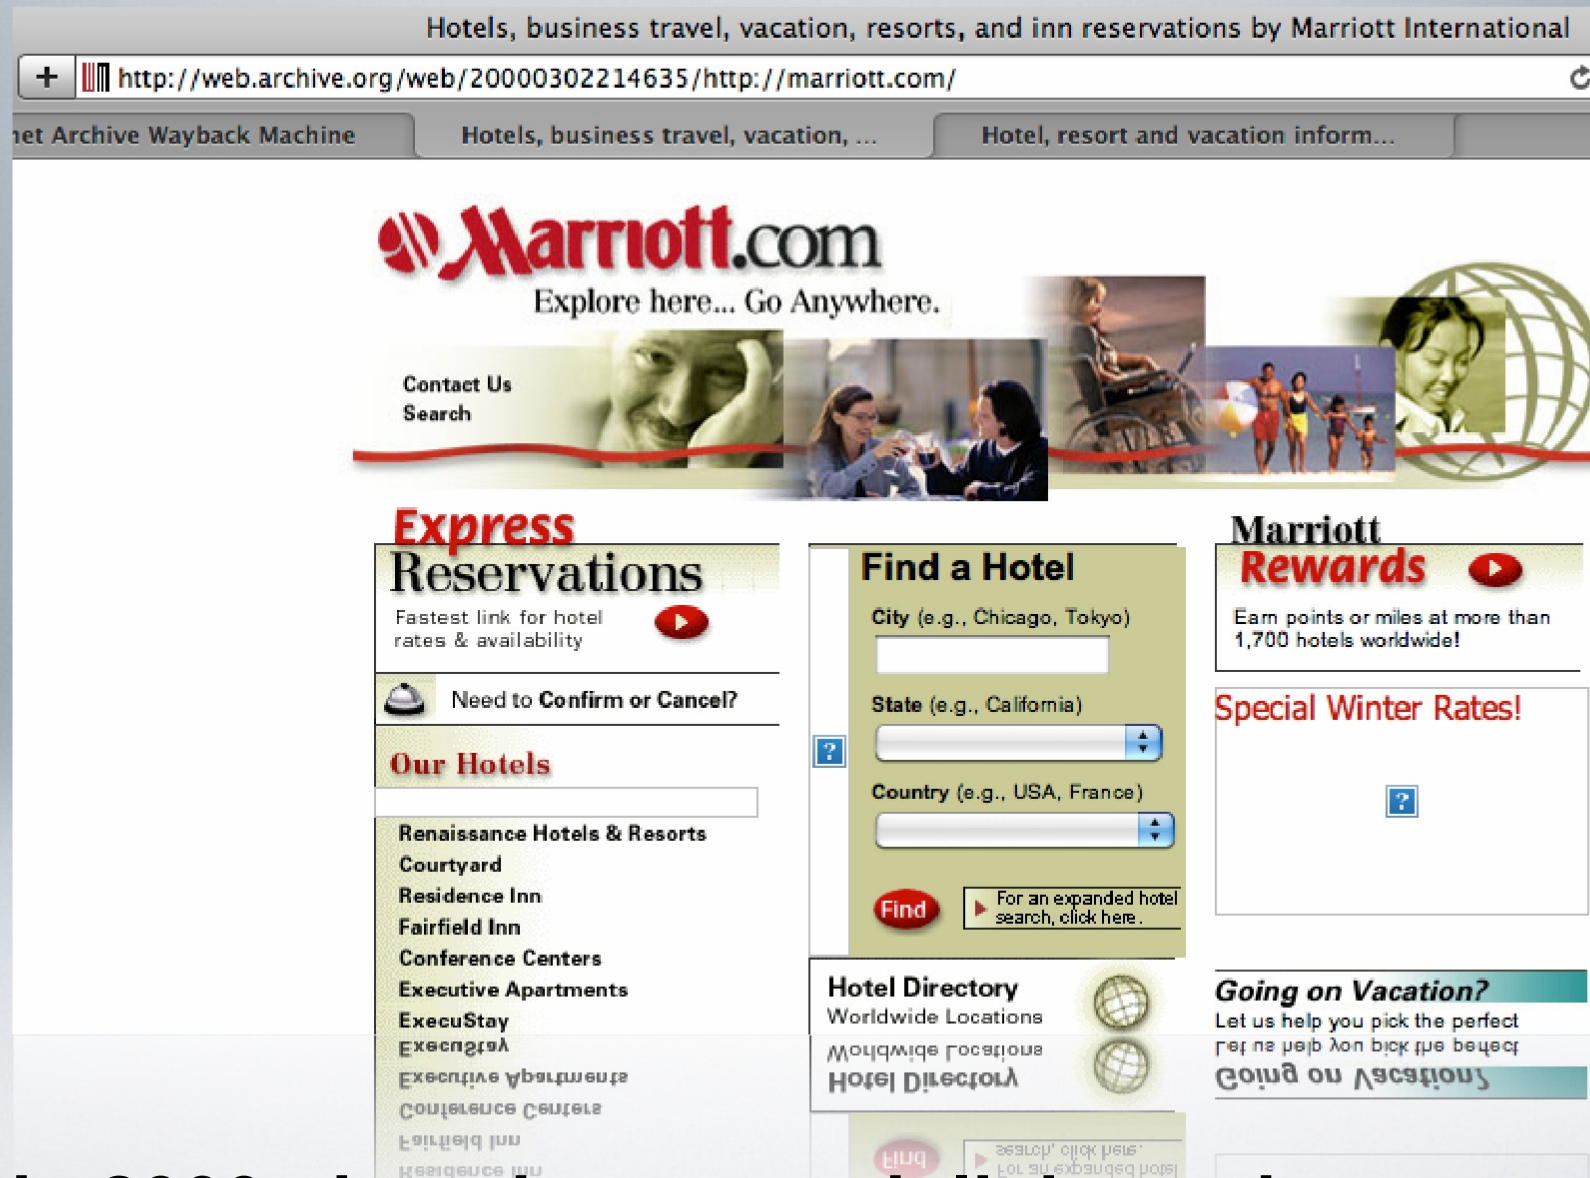 Hotels, business travel, vacation, resorts, and inn reservations by Marriott International
+ http://web.archive.org/web/20000302214635/http://marriott.com/
net Archive Wayback Machine
Hotels, business travel, vacation, ...
Hotel, resort and vacation inform...
Marriott.com
Explore here... Go Anywhere.
Contact Us
Search
Express
Reservations
Fastest link for hotel
rates & availability
Need to Confirm or Cancel?
Our Hotels
Renaissance Hotels & Resorts
Courtyard
Residence Inn
Fairfield Inn
Conference Centers
Executive Apartments
ExecuStay
Find a Hotel
City (e.g., Chicago, Tokyo)
State (e.g., California)
Country (e.g., USA, France)
Find
For an expanded hotel
search, click here.
Hotel Directory
Worldwide Locations
Marriott
Rewards
Earn points or miles at more than
1,700 hotels worldwide!
Special Winter Rates!
Going on Vacation?
Let us help you pick the perfect